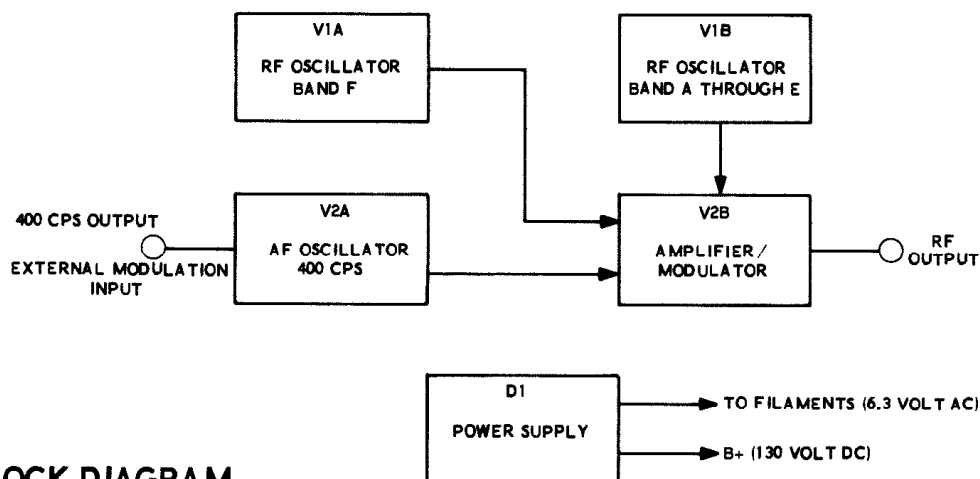 V1A
RF OSCILLATOR
BAND F
V1B
RF OSCILLATOR
BAND A THROUGH E
400 CPS OUTPUT
EXTERNAL MODULATION
INPUT
V2A
AF OSCILLATOR
400 CPS
V2B
AMPLIFIER/
MODULATOR
RF
OUTPUT
D1
POWER SUPPLY
TO FILAMENTS (6.3 VOLT AC)
B+ (130 VOLT DC)
DIAGRAM